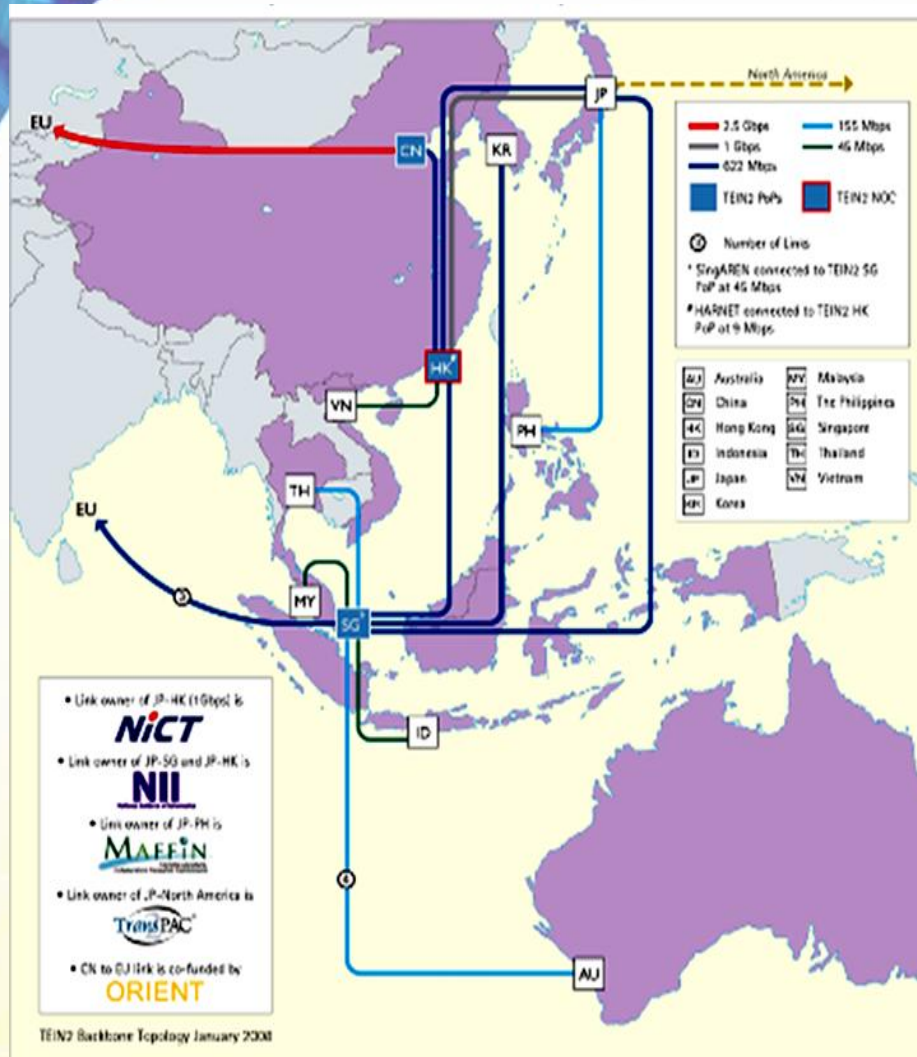 North America
EU
JP
CN
KR
2.5 Gbps
155 Mbps
1 Gbps
45 Mbps
622 Mbps
TEIN2 PoPs
TEIN2 NOC
Number of Links
* SingAREN connected to TEIN2 SG
PoP at 45 Mbps
# HARNET connected to TEIN2 HK
PoP at 9 Mbps
HK#
VN
PH
TH
AU Australia
MY Malaysia
CN China
PH The Philippines
HK Hong Kong
SG Singapore
ID Indonesia
TH Thailand
JP Japan
VN Vietnam
KR Korea
EU
MY
SG*
ID
4
AU
• Link owner of JP-HK (1Gbps) is
NiCT
• Link owner of JP-SG and JP-HK is
NII
• Link owner of JP-PH is
MAFFIN
• Link owner of JP-North America is
TransPAC
• CN to EU link is co-funded by
ORIENT
TEIN2 Backbone Topology January 2008